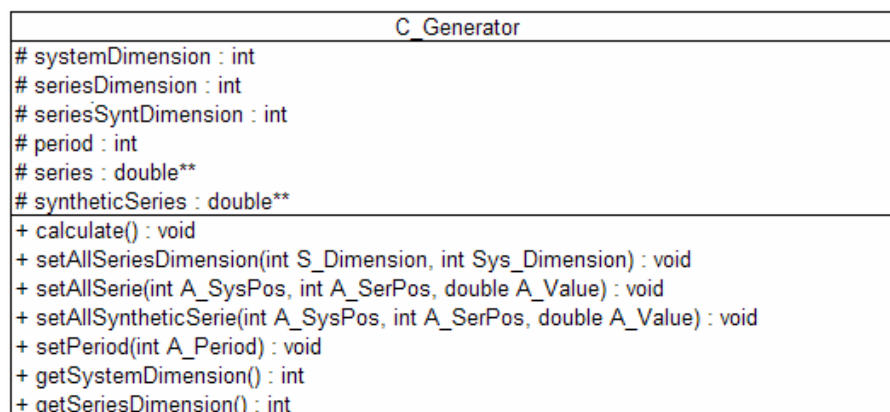 C_Generator
# systemDimension : int
# seriesDimension : int
# seriesSyntDimension : int
# period : int
# series : double**
# syntheticSeries : double**
+ calculate() : void
+ setAllSeriesDimension(int S_Dimension, int Sys_Dimension) : void
+ setAllSerie(int A_SysPos, int A_SerPos, double A_Value) : void
+ setAllSyntheticSerie(int A_SysPos, int A_SerPos, double A_Value) : void
+ setPeriod(int A_Period) : void
+ getSystemDimension() : int
+ getSeriesDimension() : int